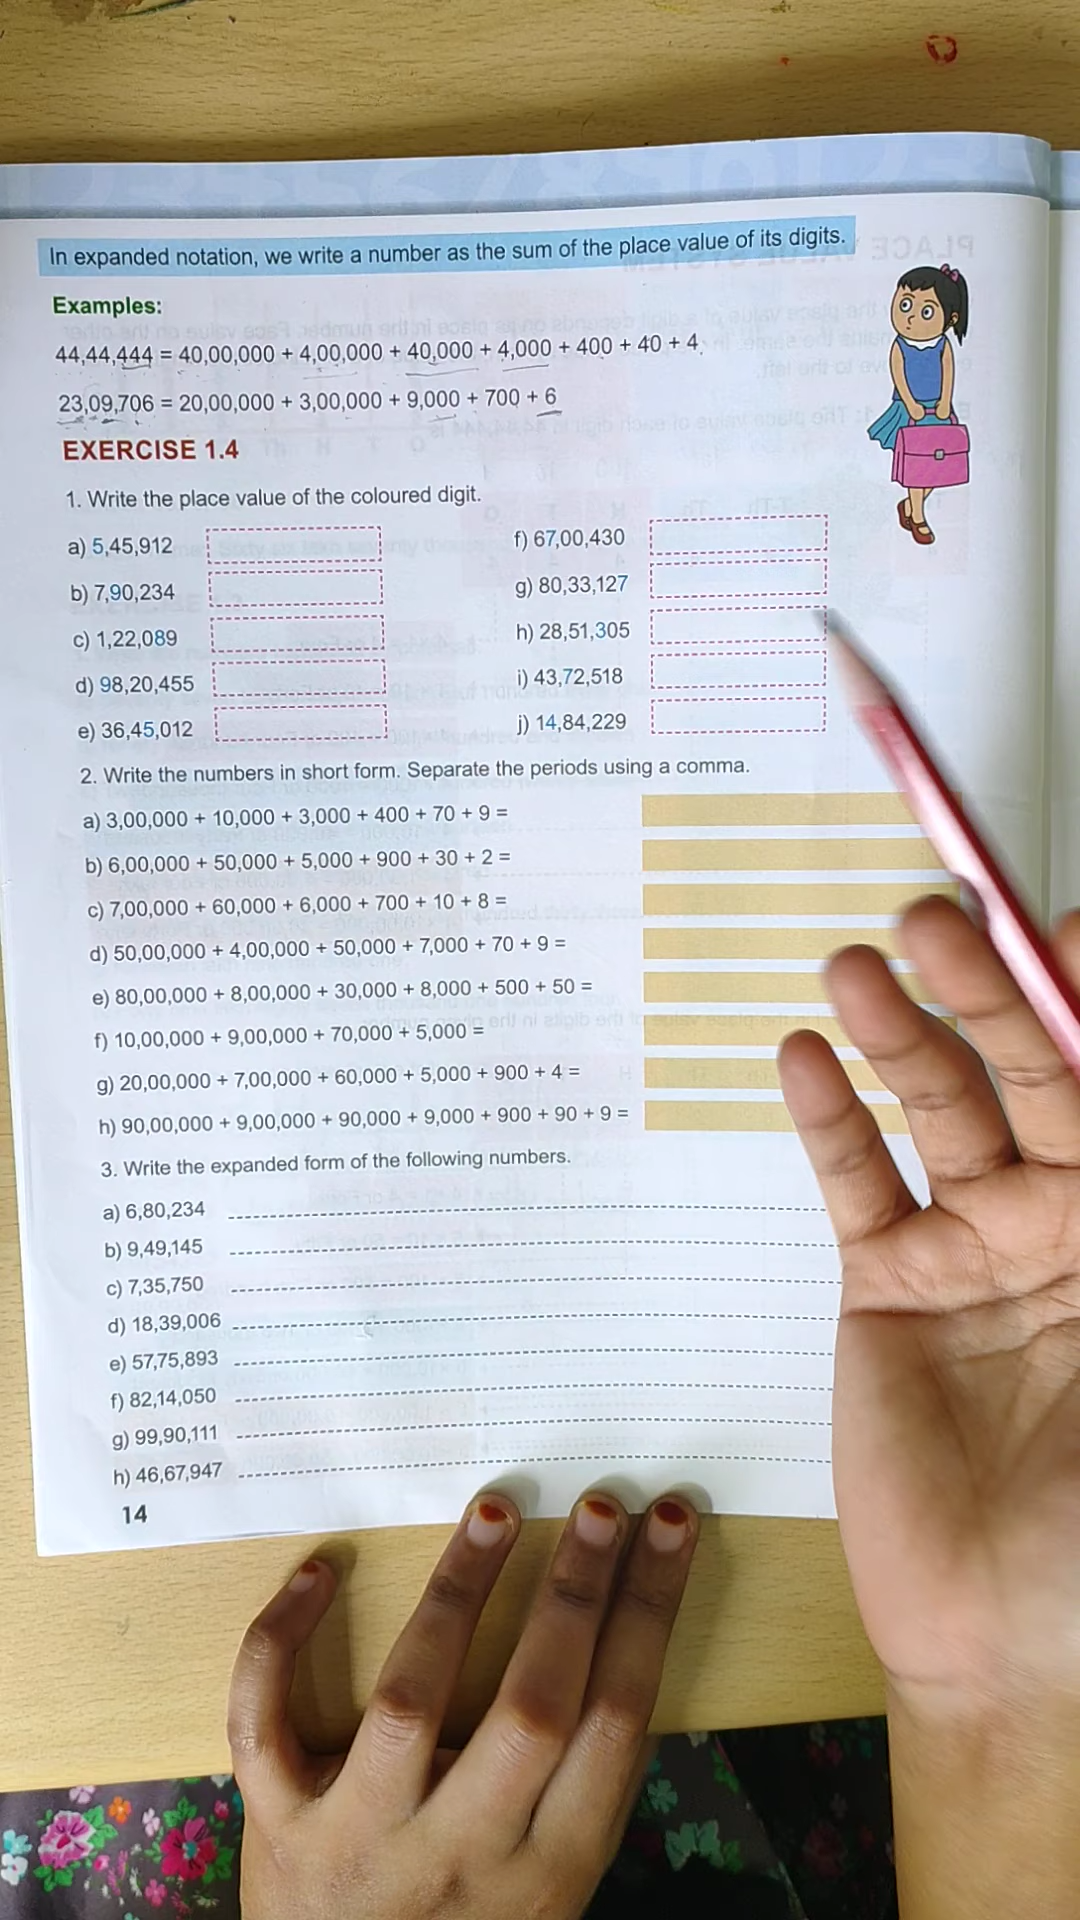 In expanded notation, we write a number as the sum of the place value of its digits.
Examples:
44,44,444 = 40,00,000 + 4,00,000 + 40,000 + 4,000 + 400 + 40 + 4.
23,09,706 = 20,00,000 + 3,00,000 + 9,000 + 700 + 6
EXERCISE 1.4
1. Write the place value of the coloured digit.
a) 5,45,912
f) 67,00,430
b) 7,90,234
g) 80,33,127
c) 1,22,089
h) 28,51,305
d) 98,20,455
i) 43,72,518
e) 36,45,012
j) 14,84,229
2. Write the numbers in short form. Separate the periods using a comma.
a) 3,00,000 + 10,000 + 3,000 + 400 + 70 + 9 =
b) 6,00,000 + 50,000 + 5,000 + 900 + 30 + 2 =
c) 7,00,000 + 60,000 + 6,000 + 700 + 10 + 8 =
d) 50,00,000 + 4,00,000 + 50,000 + 7,000 + 70 + 9 =
e) 80,00,000 + 8,00,000 + 30,000 + 8,000 + 500 + 50 =
f) 10,00,000 + 9,00,000 + 70,000 + 5,000 =
g) 20,00,000 + 7,00,000 + 60,000 + 5,000 + 900 + 4 =
h) 90,00,000 + 9,00,000 + 90,000 + 9,000 + 900 + 90 + 9 =
3. Write the expanded form of the following numbers.
a) 6,80,234
b) 9,49,145
c) 7,35,750
d) 18,39,006
e) 57,75,893
f) 82,14,050
g) 99,90,111
h) 46,67,947
14